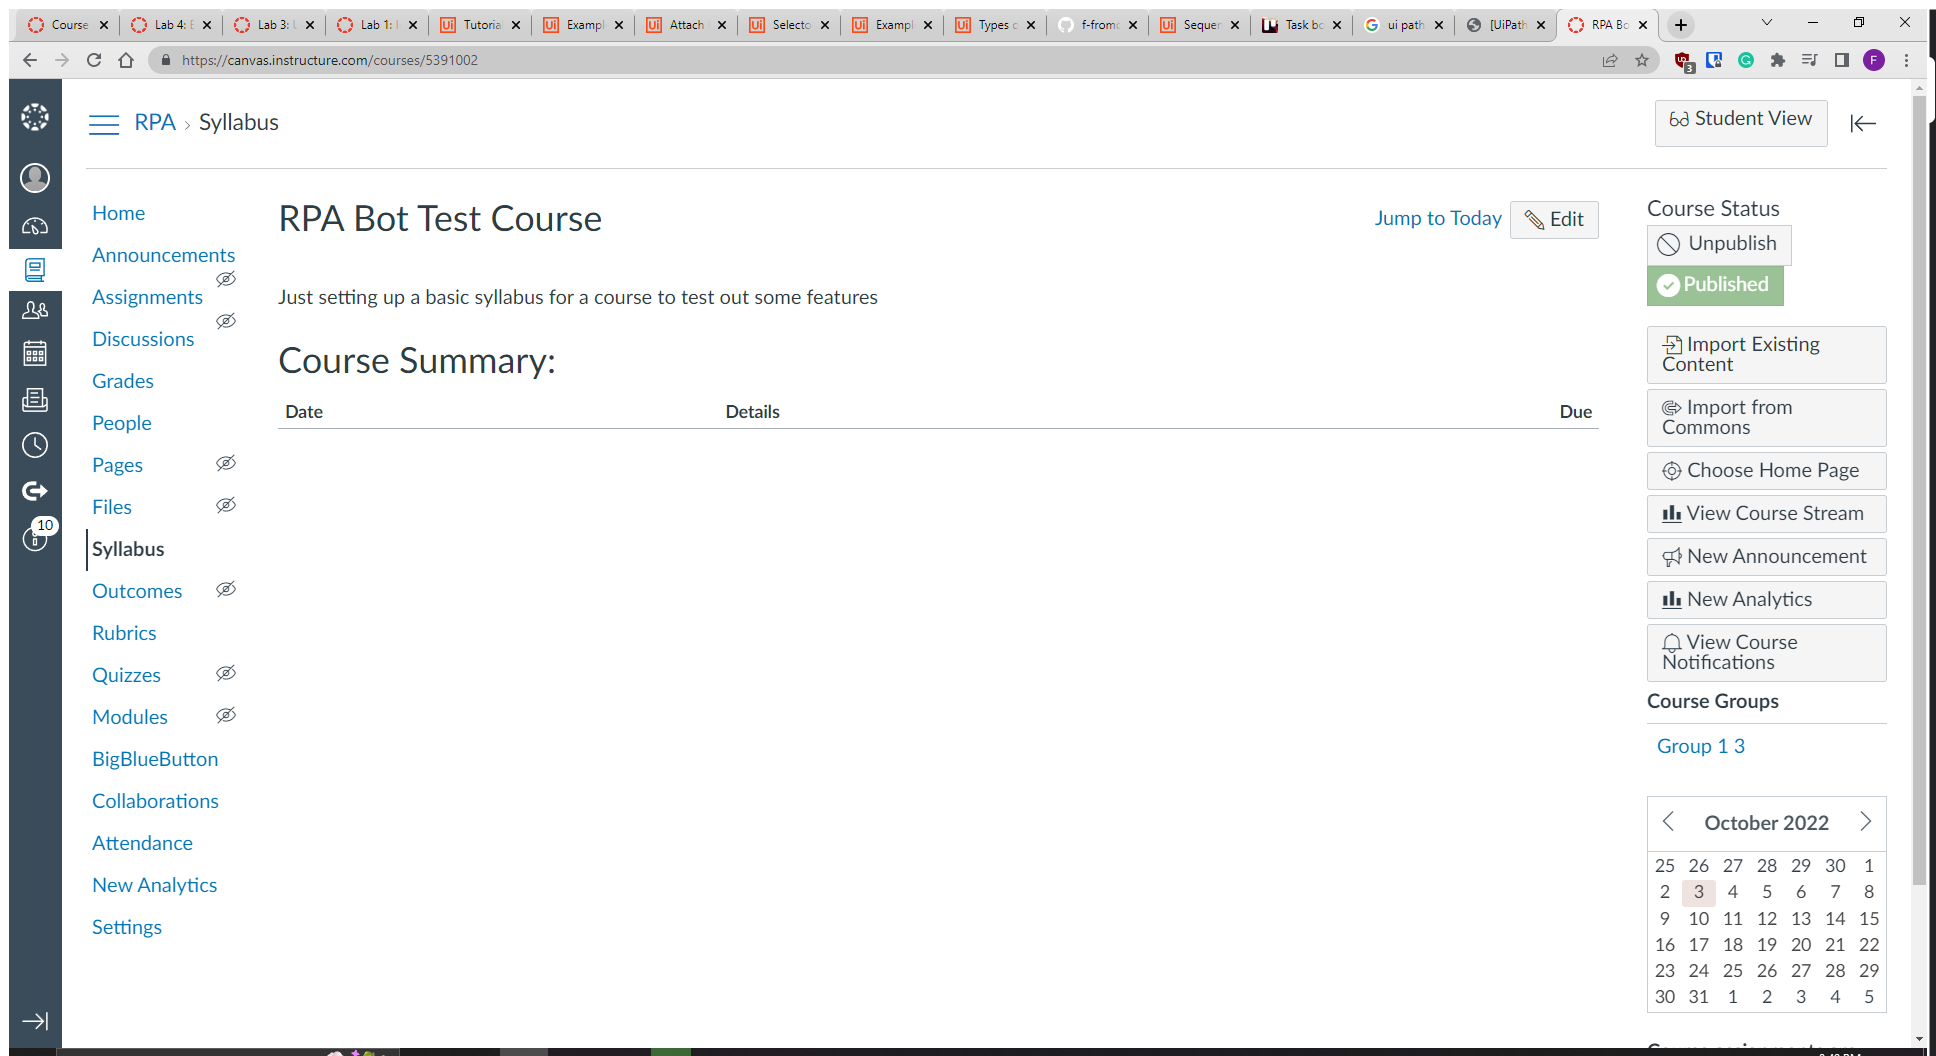 Course
Lab 4: E
Lab 3: U
Lab 1: I
Tutoria
Exampl
Attach
Selecto
Exampl
Types o
f-from
Sequen
Task bo
ui path
[UiPath
RPA Bo
https://canvas.instructure.com/courses/5391002
3
F
RPA › Syllabus
Student View
Home
Announcements
Assignments
Discussions
Grades
People
Pages
Files
Syllabus
Outcomes
Rubrics
Quizzes
Modules
BigBlueButton
Collaborations
Attendance
New Analytics
Settings
10
RPA Bot Test Course
Jump to Today
Edit
Just setting up a basic syllabus for a course to test out some features
Course Summary:
Date Details Due
Course Status
Unpublish
Published
Import Existing
Content
Import from
Commons
Choose Home Page
View Course Stream
New Announcement
New Analytics
View Course
Notifications
Course Groups
Group 1 3
October 2022
25 26 27 28 29 30 1
2 3 4 5 6 7 8
9 10 11 12 13 14 15
16 17 18 19 20 21 22
23 24 25 26 27 28 29
30 31 1 2 3 4 5